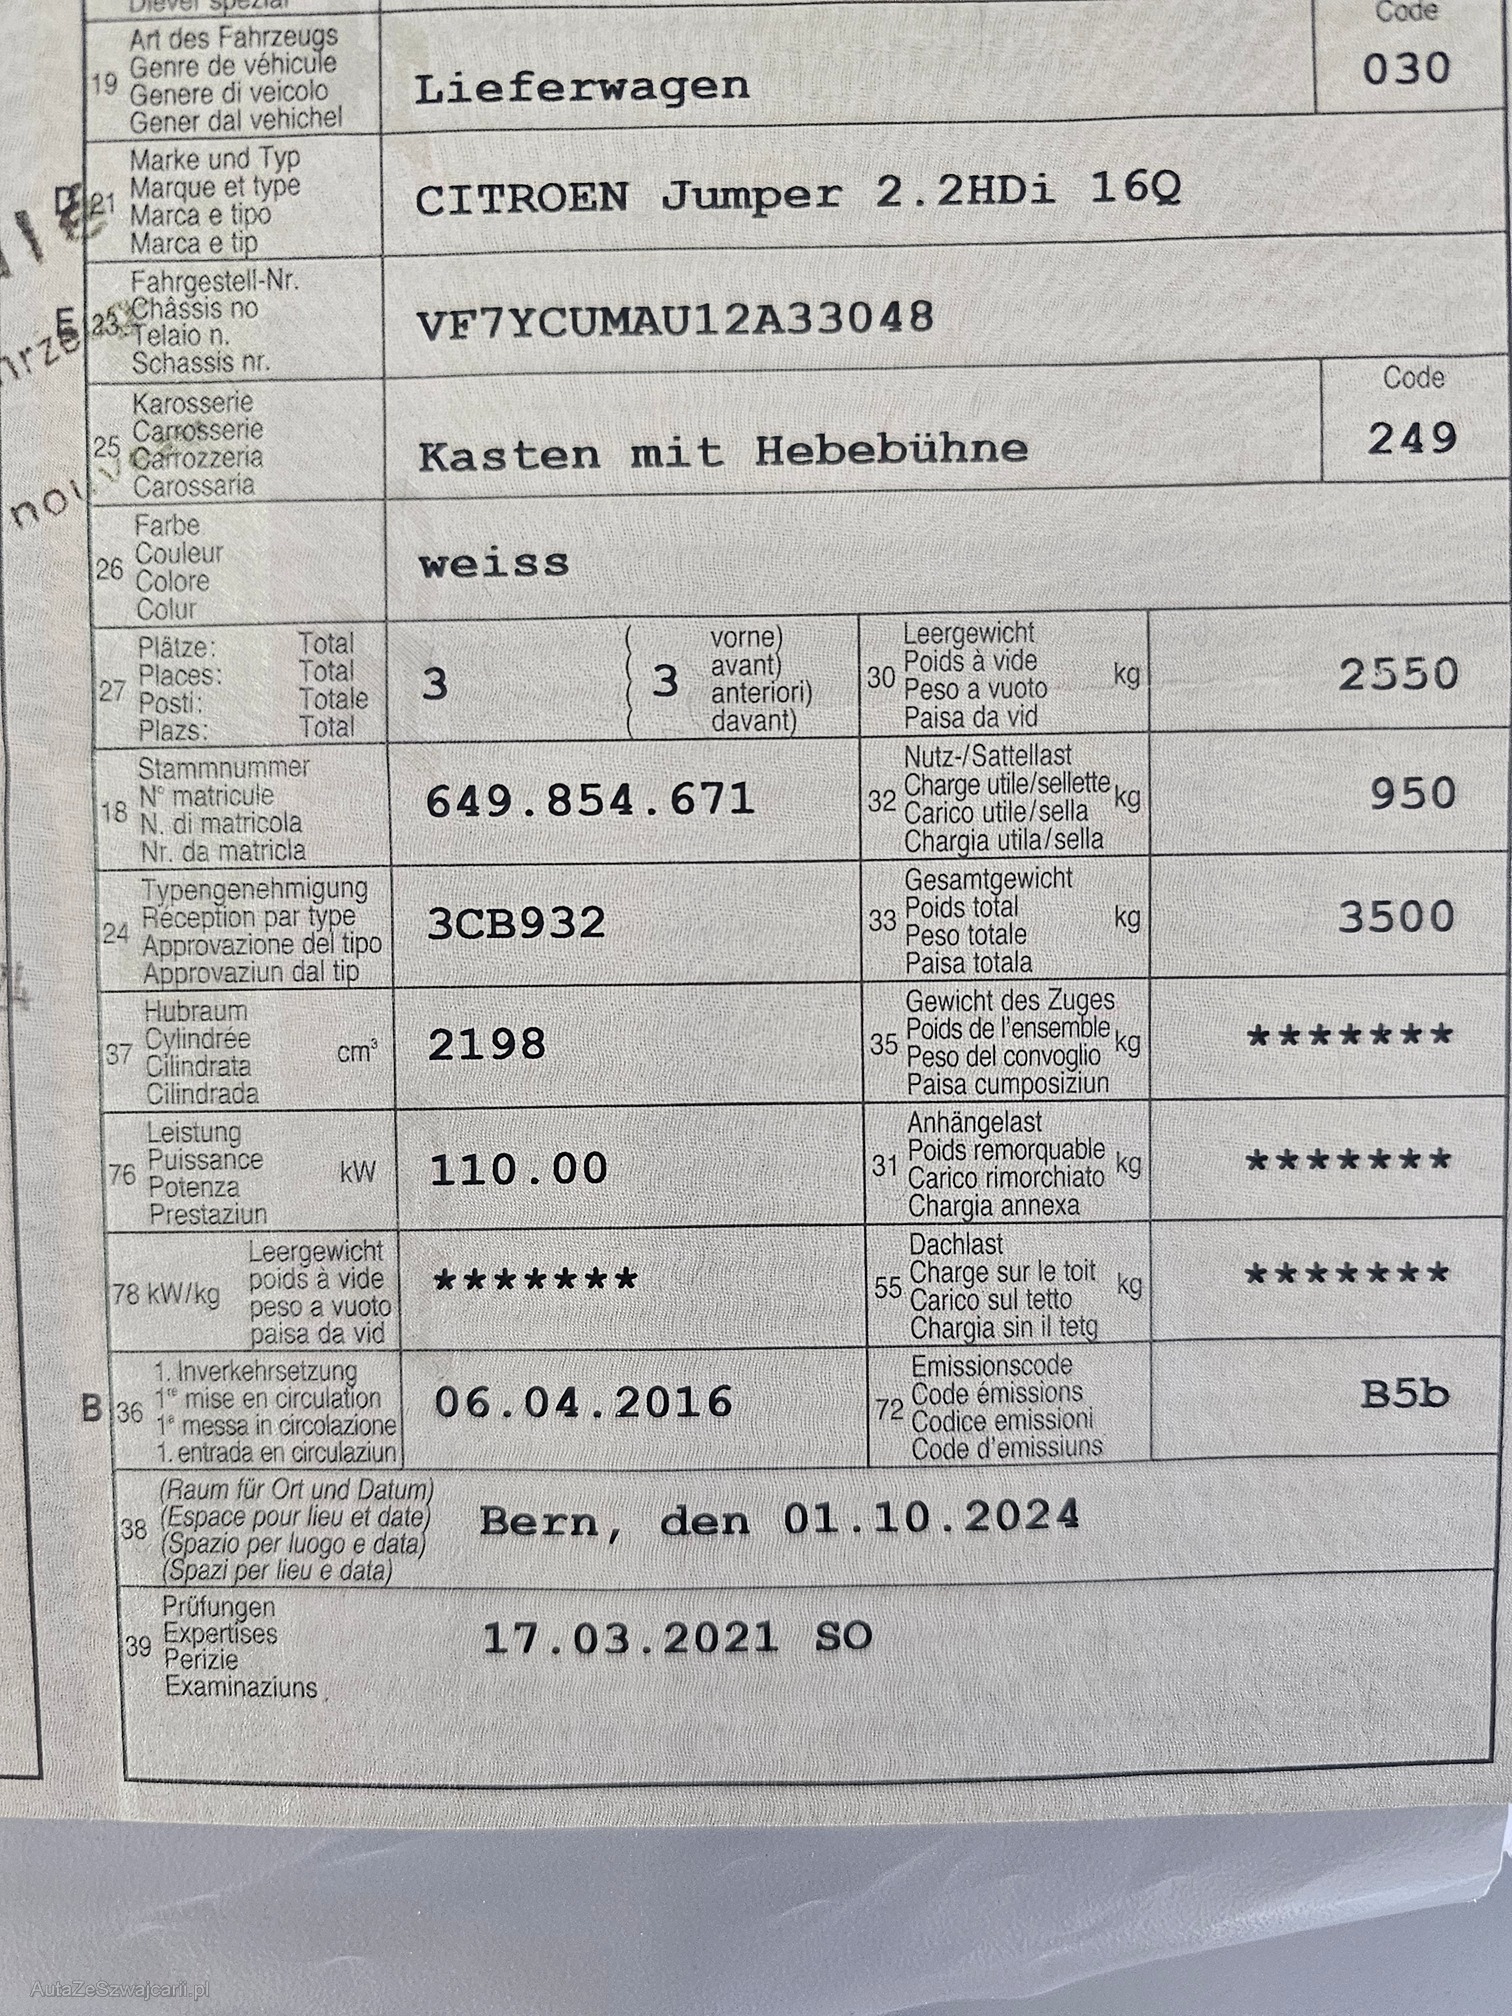 Code
19 Art des Fahrzeugs
Genre de véhicule
Genere di veicolo
Gener dal vehichel
Lieferwagen
030
21 Marke und Typ
Marque et type
Marca e tipo
Marca e tip
CITROEN Jumper 2.2HDi 16Q
E 23 Fahrgestell-Nr.
Châssis no
Telaio n.
Schassis nr.
VF7YCUMAU12A33048
25 Karosserie
Carrosserie
Carrozzeria
Carossaria
Kasten mit Hebebühne
Code
249
26 Farbe
Couleur
Colore
Colur
weiss
27 Plätze: Total
Places: Total
Posti: Totale
Plazs: Total
3
3 vorne)
avant)
anteriori)
davant)
30 Leergewicht
Poids à vide
Peso a vuoto
Paisa da vid
kg
2550
18 Stammnummer
N° matricule
N. di matricola
Nr. da matricla
649.854.671
32 Nutz-/Sattellast
Charge utile/sellette
Carico utile/sella
Chargia utila/sella
kg
950
24 Typengenehmigung
Réception par type
Approvazione del tipo
Approvaziun dal tip
3CB932
33 Gesamtgewicht
Poids total
Peso totale
Paisa totala
kg
3500
37 Hubraum
Cylindrée
Cilindrata
Cilindrada
cm³
2198
35 Gewicht des Zuges
Poids de l'ensemble
Peso del convoglio
Paisa cumposiziun
kg
*******
76 Leistung
Puissance
Potenza
Prestaziun
kW
110.00
31 Anhängelast
Poids remorquable
Carico rimorchiato
Chargia annexa
kg
*******
78 kW/kg Leergewicht
poids à vide
peso a vuoto
paisa da vid
*******
55 Dachlast
Charge sur le toit
Carico sul tetto
Chargia sin il tetg
kg
*******
B 36 1. Inverkehrsetzung
1re mise en circulation
1a messa in circolazione
1. entrada en circulaziun
06.04.2016
72 Emissionscode
Code émissions
Codice emissioni
Code d'emissiuns
B5b
38 (Raum für Ort und Datum)
(Espace pour lieu et date)
(Spazio per luogo e data)
(Spazi per lieu e data)
Bern, den 01.10.2024
39 Prüfungen
Expertises
Perizie
Examinaziuns
17.03.2021 SO
AutaZeSzwajcarii.pl